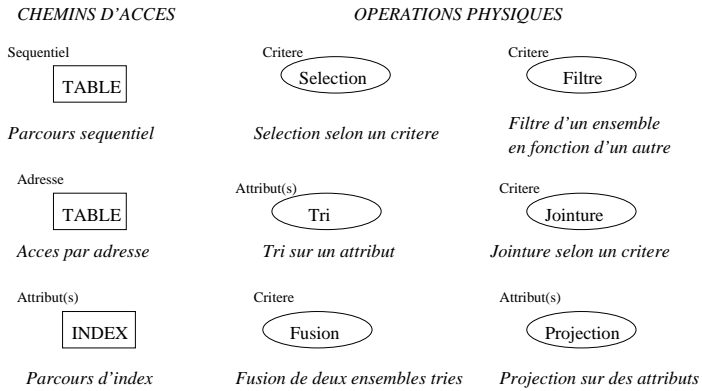 CHEMINS D'ACCES
OPERATIONS PHYSIQUES
Sequentiel
TABLE
Parcours sequentiel
Critere
Selection
Selection selon un critere
Critere
Filtre
Filtre d'un ensemble
en fonction d'un autre
Adresse
TABLE
Acces par adresse
Attribut(s)
Tri
Tri sur un attribut
Critere
Jointure
Jointure selon un critere
Attribut(s)
INDEX
Parcours d'index
Critere
Fusion
Fusion de deux ensembles tries
Attribut(s)
Projection
Projection sur des attributs